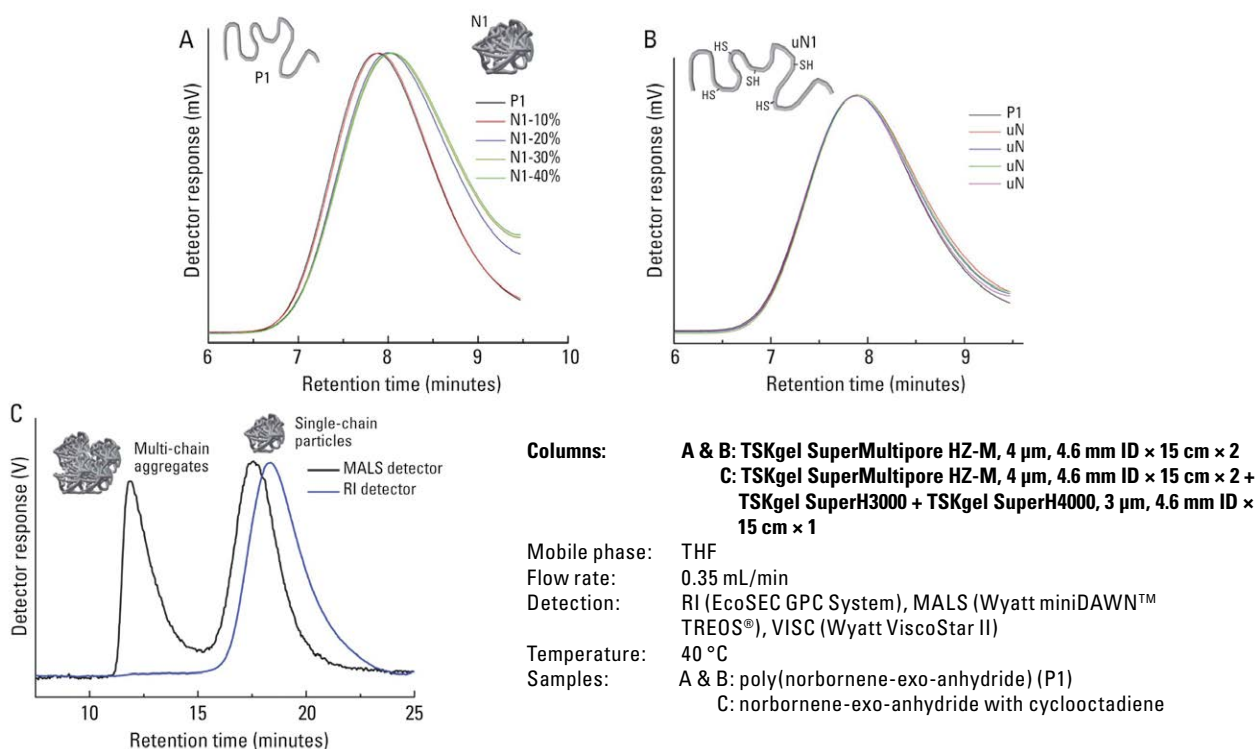 A
P1
N1
P1
N1-10%
N1-20%
N1-30%
N1-40%
Detector response (mV)
6 7 8 9 10
Retention time (minutes)
B
HS
SH
uN1
SH
HS
HS
P1
uN
uN
uN
uN
Detector response (mV)
6 7 8 9
Retention time (minutes)
C
Multi-chain
aggregates
Single-chain
particles
MALS detector
RI detector
Detector response (V)
10 15 20 25
Retention time (minutes)
Columns: A & B: TSKgel SuperMultipore HZ-M, 4 µm, 4.6 mm ID × 15 cm × 2
C: TSKgel SuperMultipore HZ-M, 4 µm, 4.6 mm ID × 15 cm × 2 +
TSKgel SuperH3000 + TSKgel SuperH4000, 3 µm, 4.6 mm ID ×
15 cm × 1
Mobile phase: THF
Flow rate: 0.35 mL/min
Detection: RI (EcoSEC GPC System), MALS (Wyatt miniDAWN™
TREOS®), VISC (Wyatt ViscoStar II)
Temperature: 40 °C
Samples: A & B: poly(norbornene-exo-anhydride) (P1)
C: norbornene-exo-anhydride with cyclooctadiene